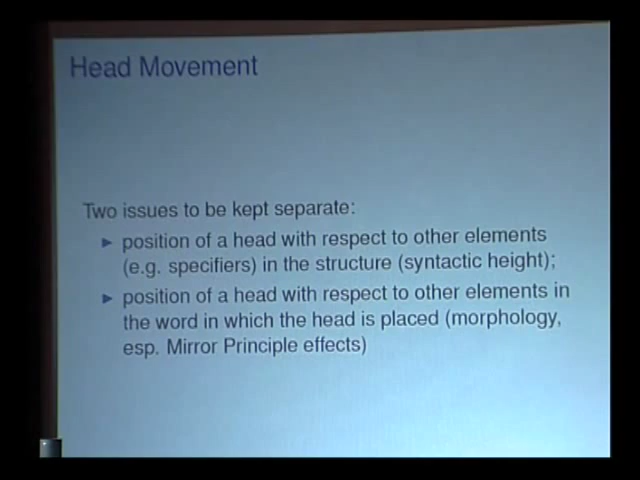 Head Movement
Two issues to be kept separate:
▶ position of a head with respect to other elements
(e.g. specifiers) in the structure (syntactic height);
▶ position of a head with respect to other elements in
the word in which the head is placed (morphology,
esp. Mirror Principle effects)